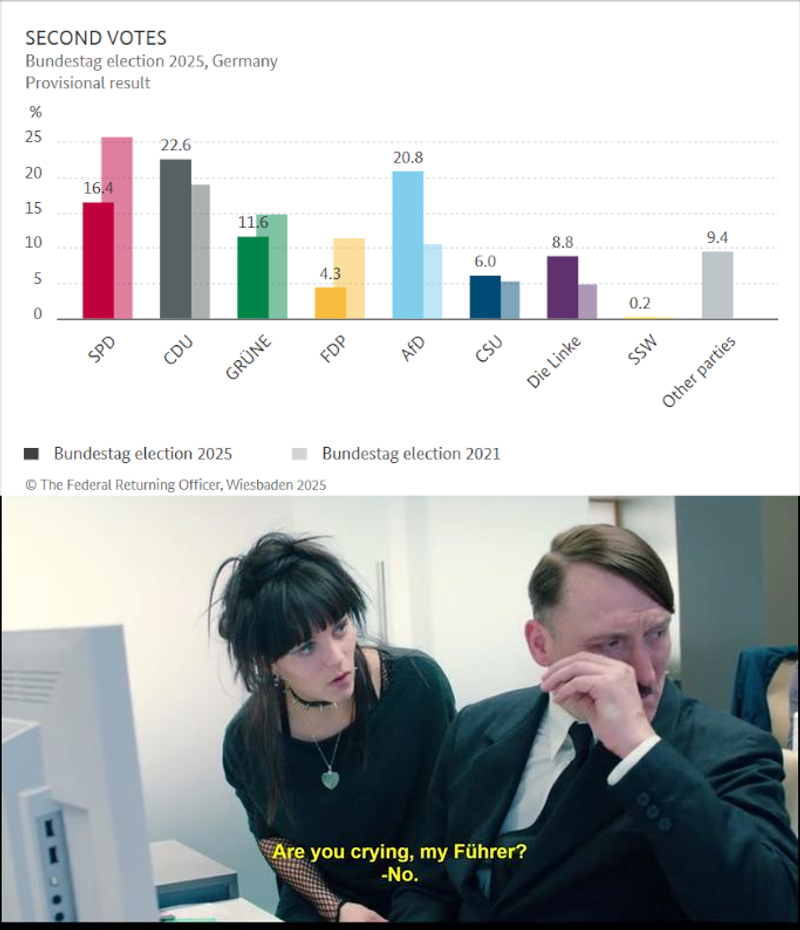 SECOND VOTES
Bundestag election 2025, Germany
Provisional result
%
25
20
15
10
5
0
16.4
22.6
11.6
4.3
20.8
6.0
8.8
0.2
9.4
SPD
CDU
GRÜNE
FDP
AfD
CSU
Die Linke
SSW
Other parties
Bundestag election 2025
Bundestag election 2021
© The Federal Returning Officer, Wiesbaden 2025
Are you crying, my Führer?
-No.